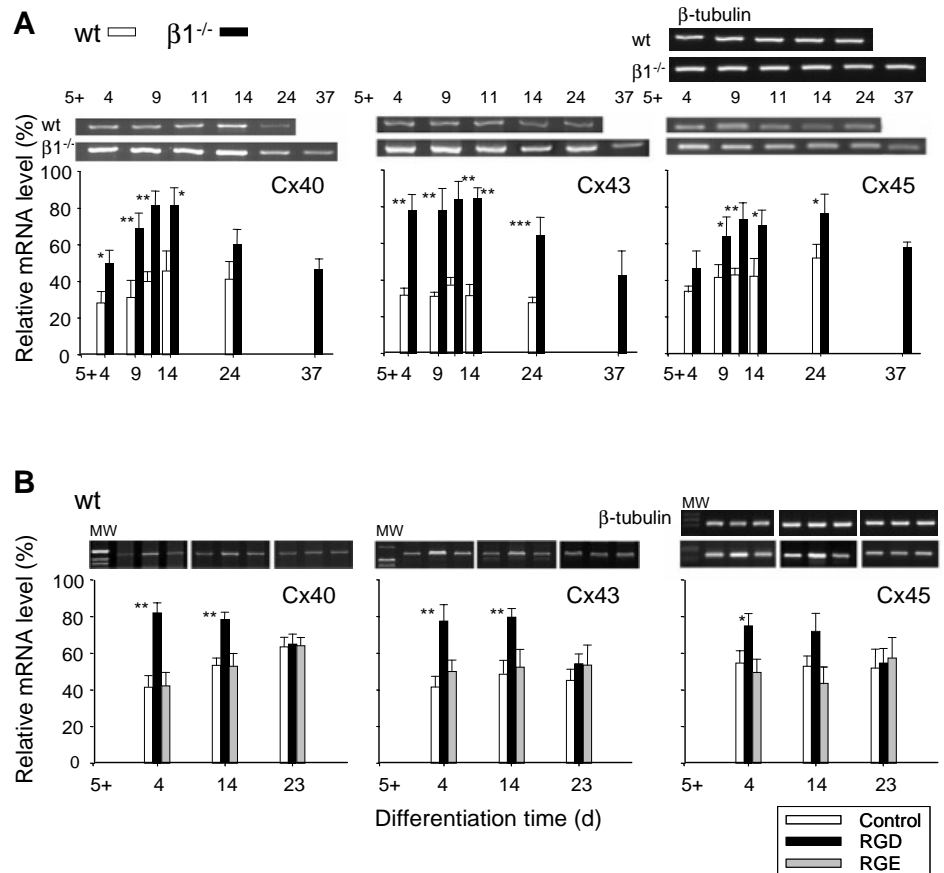 A
wt
β1-/-
β-tubulin
wt
β1-/-
5+ 4 9 11 14 24 37
4 9 11 14 24 37
5+ 4 9 11 14 24 37
wt
β1-/-
Relative mRNA level (%)
100
80
60
40
20
0
Cx40
* ** ** *
Cx43
** ** ** ** ***
Cx45
* ** * *
5+ 4 9 14 24 37
5+ 4 9 14 24 37
5+ 4 9 14 24 37
B
wt
MW
MW
MW
β-tubulin
Relative mRNA level (%)
100
80
60
40
20
0
Cx40
** **
Cx43
** **
Cx45
*
5+ 4 14 23
5+ 4 14 23
5+ 4 14 23
Differentiation time (d)
Control
RGD
RGE